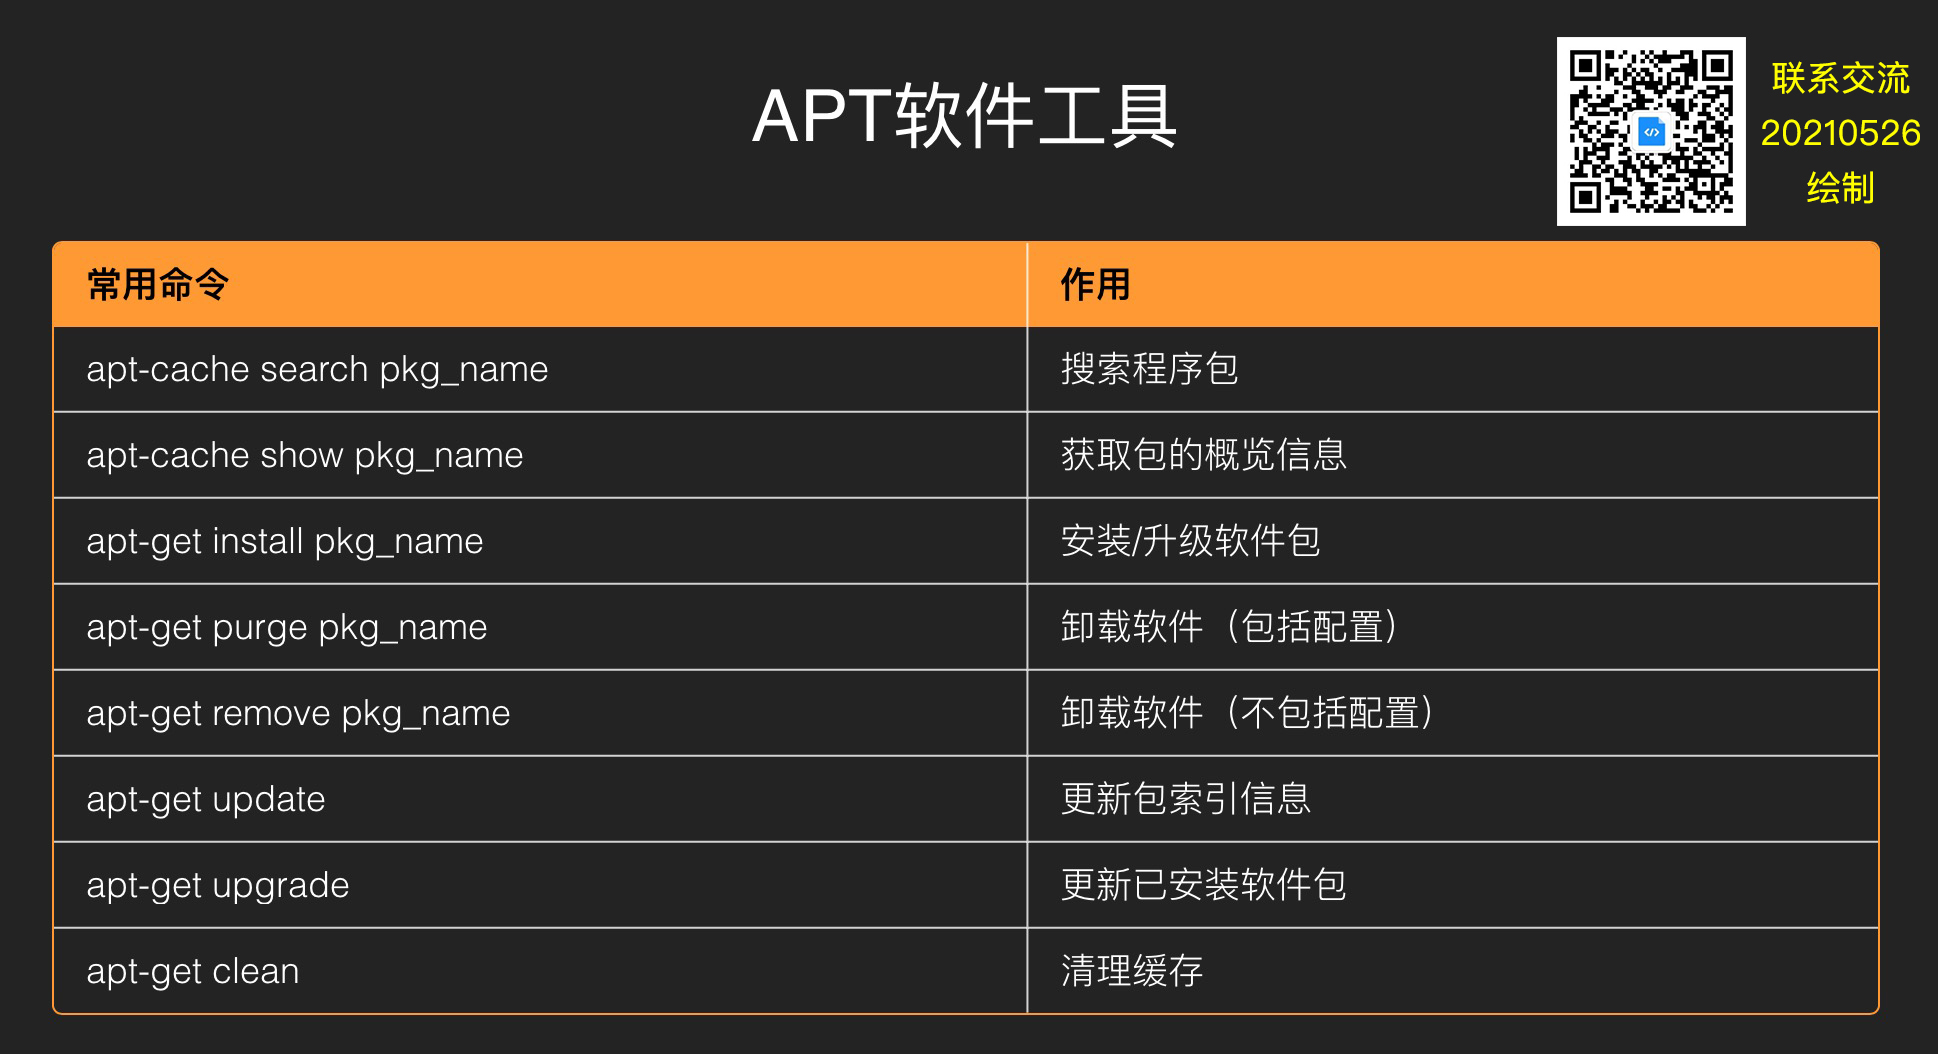 APT软件工具
联系交流
20210526
绘制
常用命令 作用
apt-cache search pkg_name 搜索程序包
apt-cache show pkg_name 获取包的概览信息
apt-get install pkg_name 安装/升级软件包
apt-get purge pkg_name 卸载软件（包括配置）
apt-get remove pkg_name 卸载软件（不包括配置）
apt-get update 更新包索引信息
apt-get upgrade 更新已安装软件包
apt-get clean 清理缓存